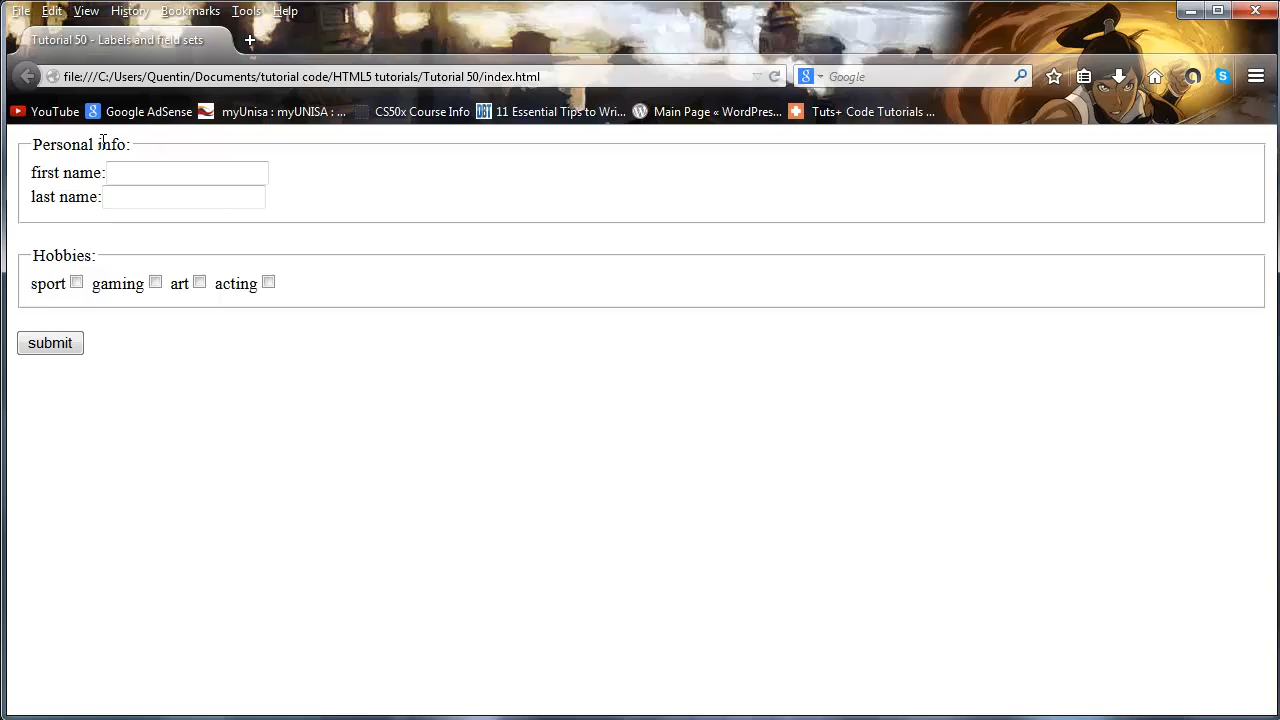 File Edit View History Bookmarks Tools Help
Tutorial 50 - Labels and field sets
file:///C:/Users/Quentin/Documents/tutorial code/HTML5 tutorials/Tutorial 50/index.html
Google
YouTube Google AdSense myUnisa : myUNISA : ... CS50x Course Info 11 Essential Tips to Wri... Main Page « WordPres... Tuts+ Code Tutorials ...
Personal info:
first name:
last name:
Hobbies:
sport gaming art acting
submit